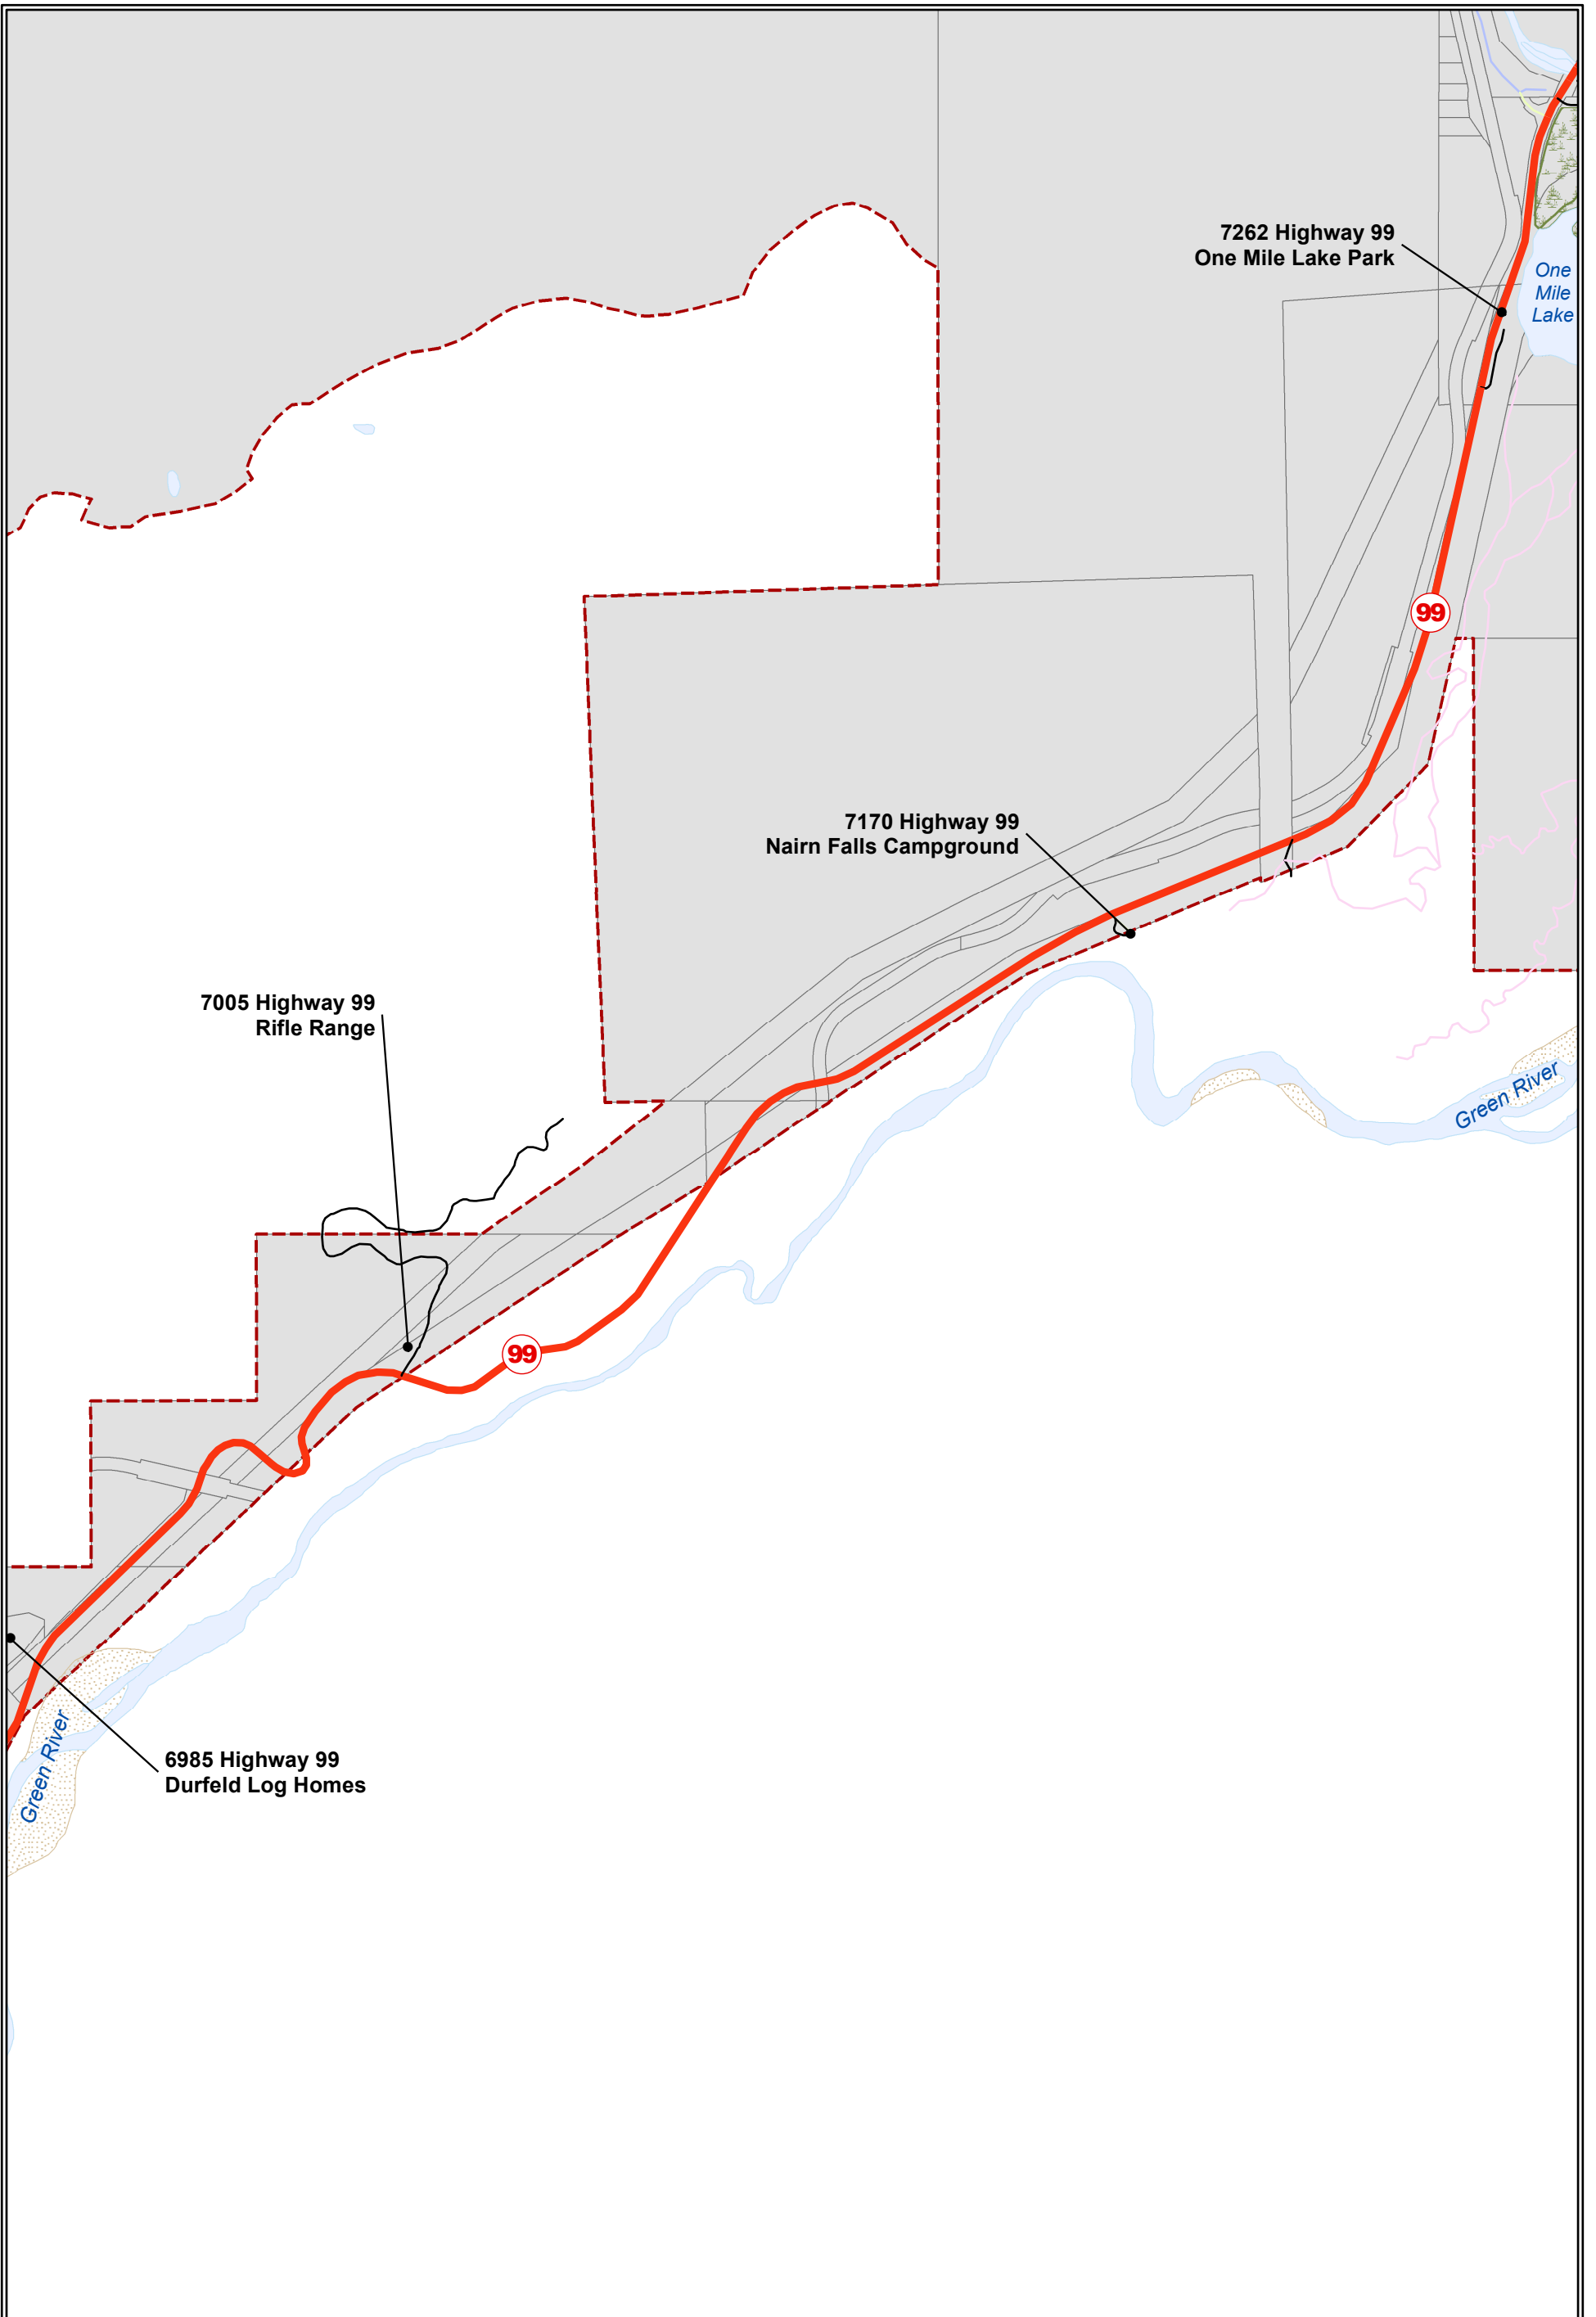 7262 Highway 99
One Mile Lake Park
One
Mile
Lake
99
7170 Highway 99
Nairn Falls Campground
7005 Highway 99
Rifle Range
Green River
99
6985 Highway 99
Durfeld Log Homes
Green River